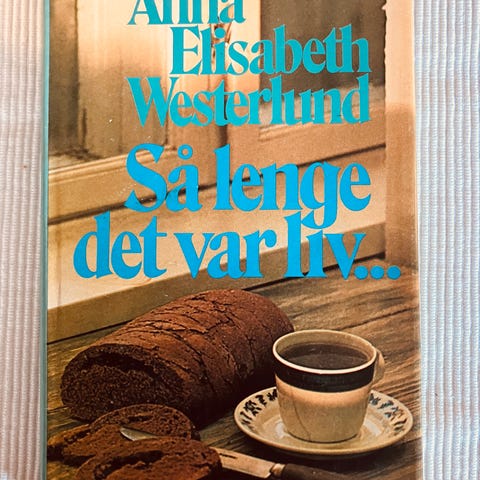 Anna
Elisabeth
Westerlund
Så lenge
det var liv...